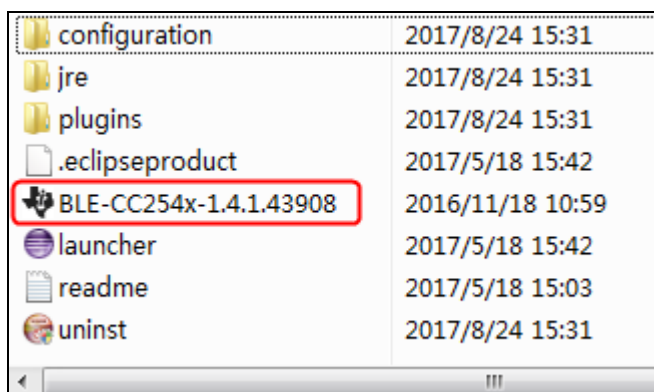 configuration 2017/8/24 15:31
jre 2017/8/24 15:31
plugins 2017/8/24 15:31
.eclipseproduct 2017/5/18 15:42
BLE-CC254x-1.4.1.43908 2016/11/18 10:59
launcher 2017/5/18 15:42
readme 2017/5/18 15:03
uninst 2017/8/24 15:31